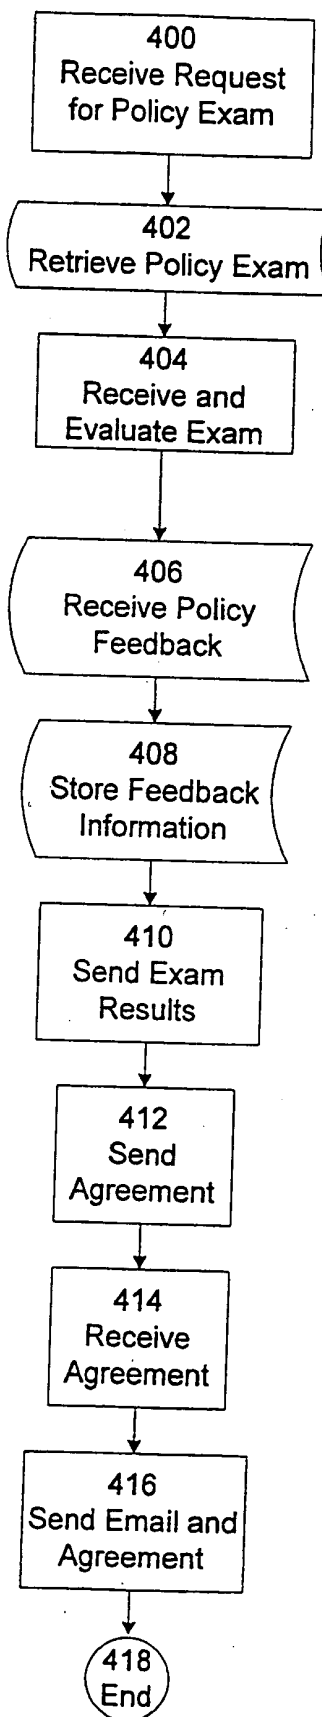 400
Receive Request
for Policy Exam
402
Retrieve Policy Exam
404
Receive and
Evaluate Exam
406
Receive Policy
Feedback
408
Store Feedback
Information
410
Send Exam
Results
412
Send
Agreement
414
Receive
Agreement
416
Send Email and
Agreement
418
End